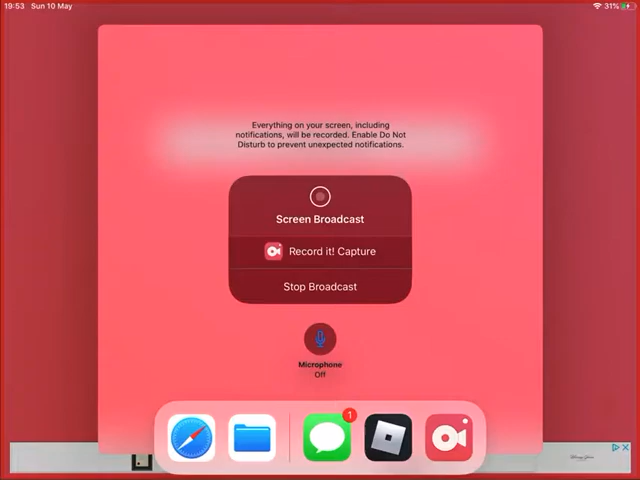 19:53 Sun 10 May
31%
Everything on your screen, including
notifications, will be recorded. Enable Do Not
Disturb to prevent unexpected notifications.
Screen Broadcast
Record it! Capture
Stop Broadcast
Microphone
Off
1